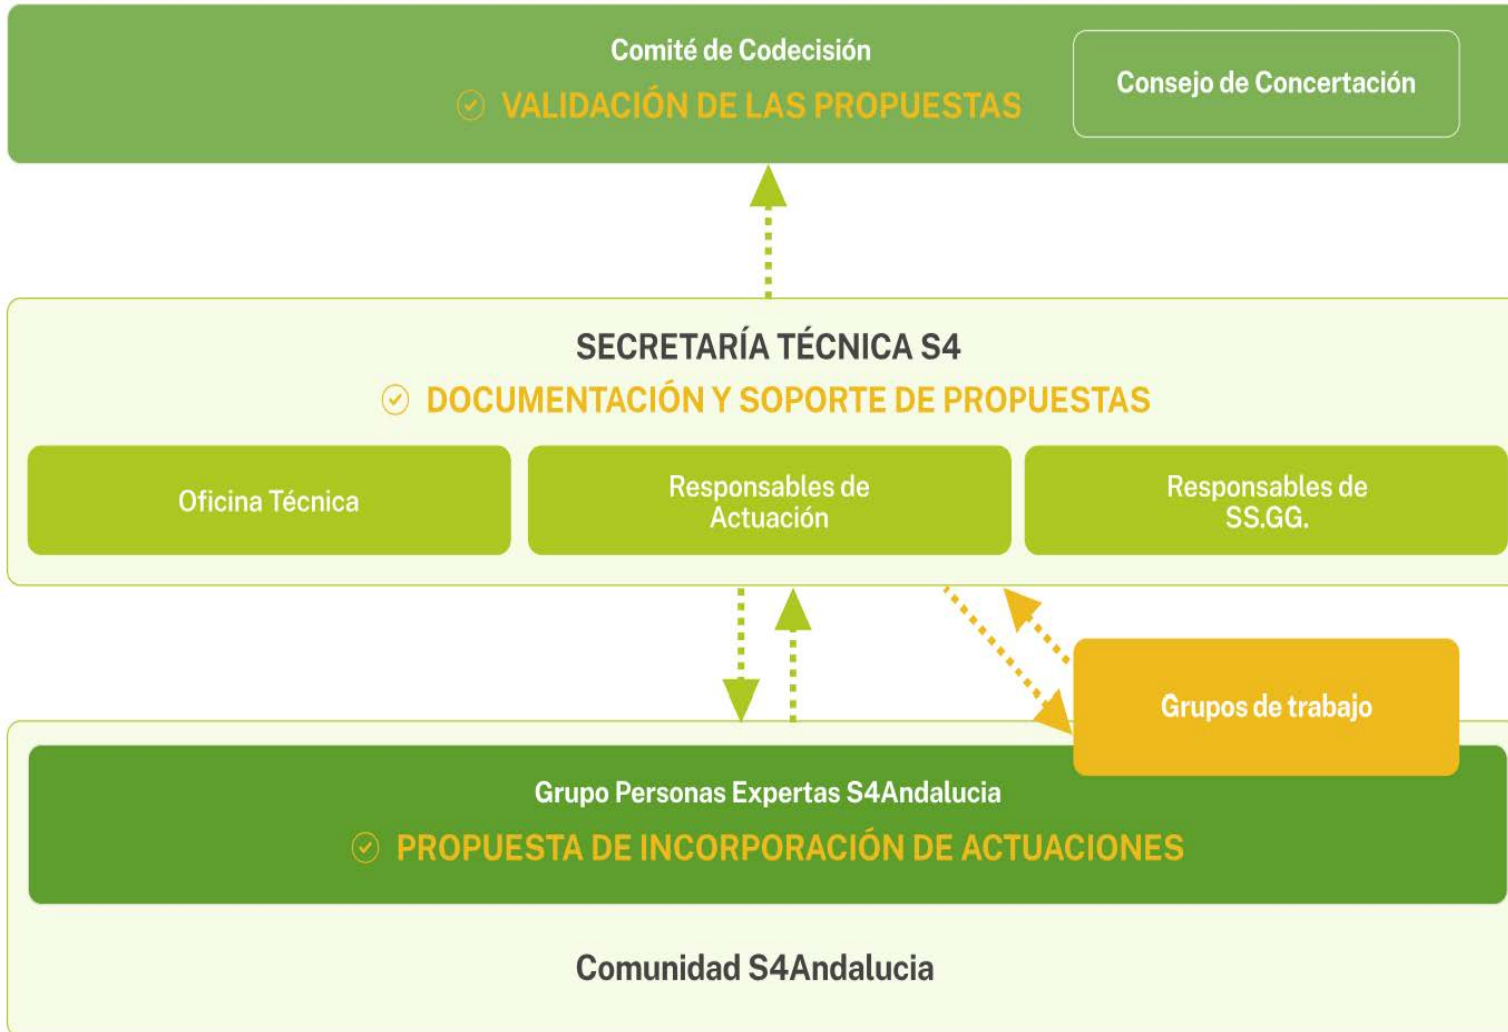 Comité de Codecisión
VALIDACIÓN DE LAS PROPUESTAS
Consejo de Concertación
SECRETARÍA TÉCNICA S4
DOCUMENTACIÓN Y SOPORTE DE PROPUESTAS
Oficina Técnica
Responsables de
Actuación
Responsables de
SS.GG.
Grupos de trabajo
Grupo Personas Expertas S4Andalucia
PROPUESTA DE INCORPORACIÓN DE ACTUACIONES
Comunidad S4Andalucia